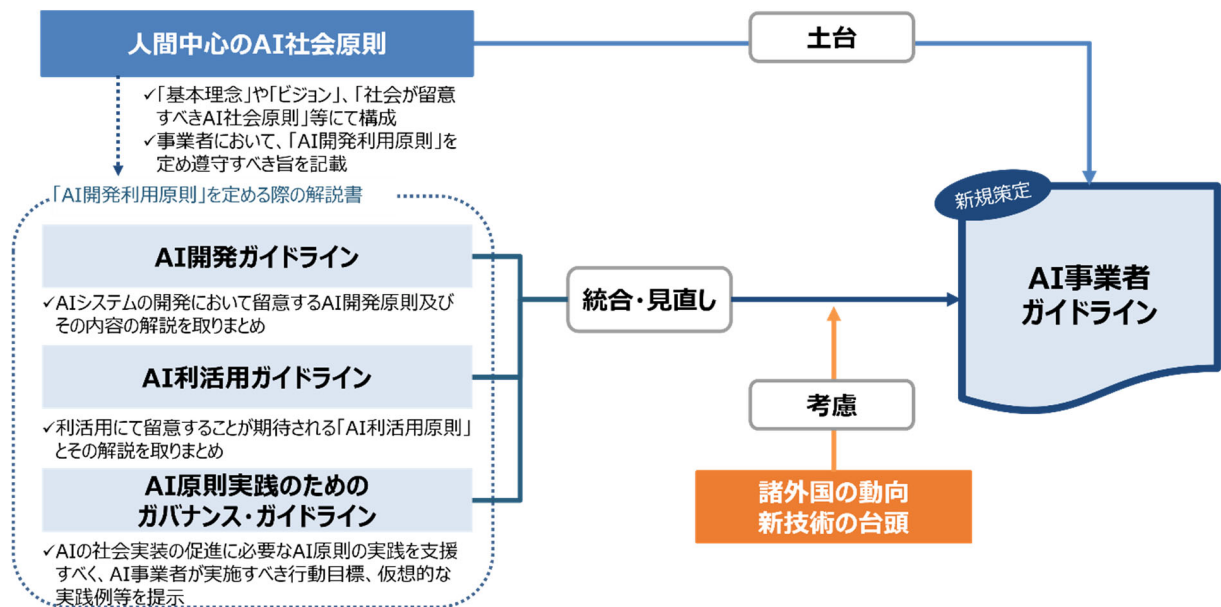 人間中心のAI社会原則
土台
✓「基本理念」や「ビジョン」、「社会が留意
すべきAI社会原則」等にて構成
✓事業者において、「AI開発利用原則」を
定め遵守すべき旨を記載
「AI開発利用原則」を定める際の解説書
AI開発ガイドライン
✓AIシステムの開発において留意するAI開発原則及び
その内容の解説を取りまとめ
AI利活用ガイドライン
✓利活用にて留意することが期待される「AI利活用原則」
とその解説を取りまとめ
AI原則実践のための
ガバナンス・ガイドライン
✓AIの社会実装の促進に必要なAI原則の実践を支援
すべく、AI事業者が実施すべき行動目標、仮想的な
実践例等を提示
統合・見直し
考慮
諸外国の動向
新技術の台頭
新規策定
AI事業者
ガイドライン